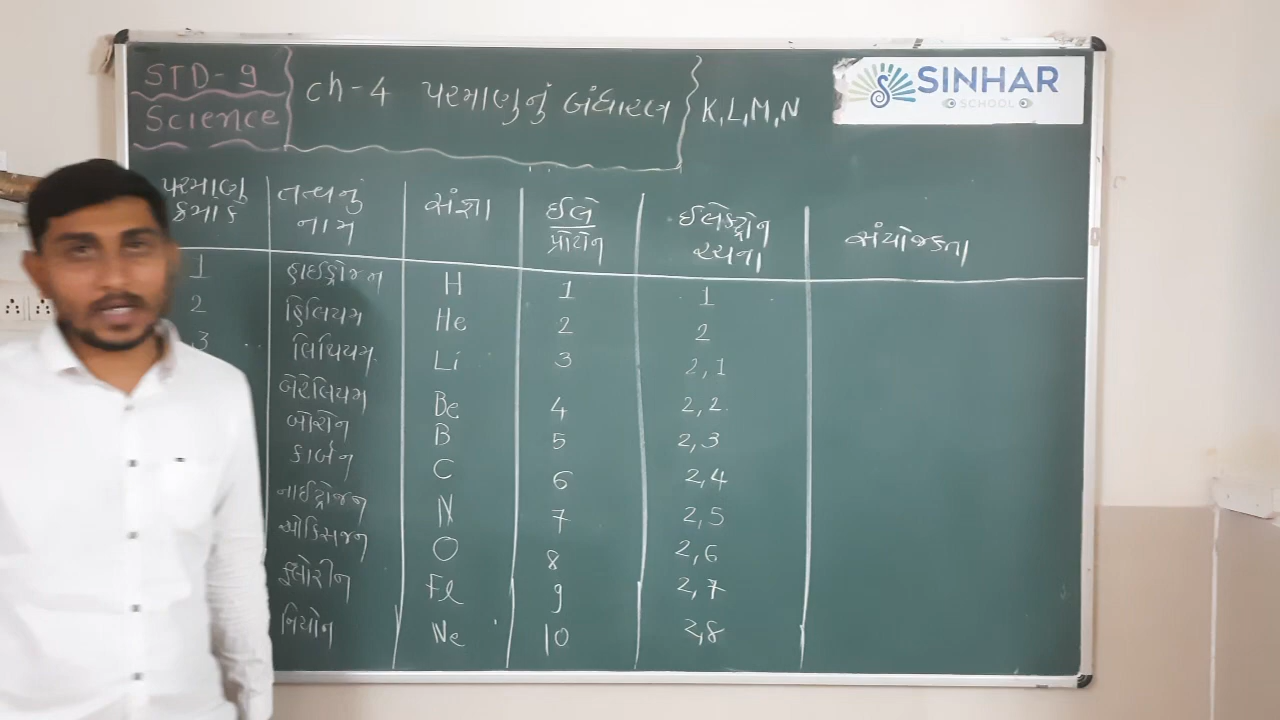 STD-9
Science
ch-4 પરમાણુનું બંધારણ
K,L,M,N
SINHAR
SCHOOL
પરમાણુ ક્રમાંક તત્વનું નામ સંજ્ઞા ઈલે પ્રોટોન ઈલેક્ટ્રોન રચના સંયોજકતા
1 હાઈડ્રોજન H 1 1
2 હિલિયમ He 2 2
3 લિથિયમ Li 3 2,1
બેરેલિયમ Be 4 2,2
બોરોન B 5 2,3
કાર્બન C 6 2,4
નાઈટ્રોજન N 7 2,5
ઓક્સિજન O 8 2,6
ફ્લોરીન Fl 9 2,7
નિયોન Ne 10 2,8